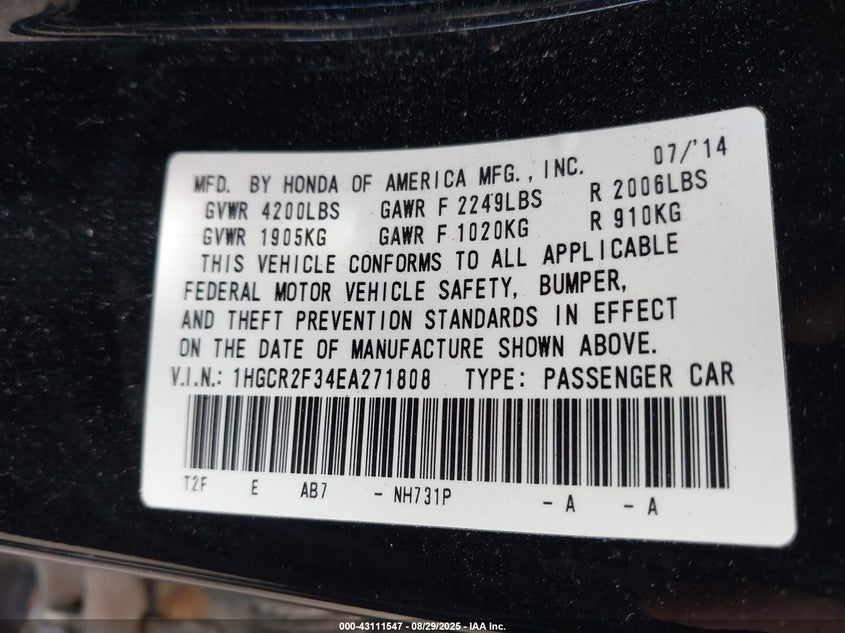 07/'14
MFD. BY HONDA OF AMERICA MFG., INC.
GVWR 4200LBS GAWR F 2249LBS R 2006LBS
GVWR 1905KG GAWR F 1020KG R 910KG
THIS VEHICLE CONFORMS TO ALL APPLICABLE
FEDERAL MOTOR VEHICLE SAFETY, BUMPER,
AND THEFT PREVENTION STANDARDS IN EFFECT
ON THE DATE OF MANUFACTURE SHOWN ABOVE.
V.I.N.: 1HGCR2F34EA271808 TYPE: PASSENGER CAR
T2F E AB7 - NH731P - A - A
000-43111547 - 08/29/2025 - IAA Inc.